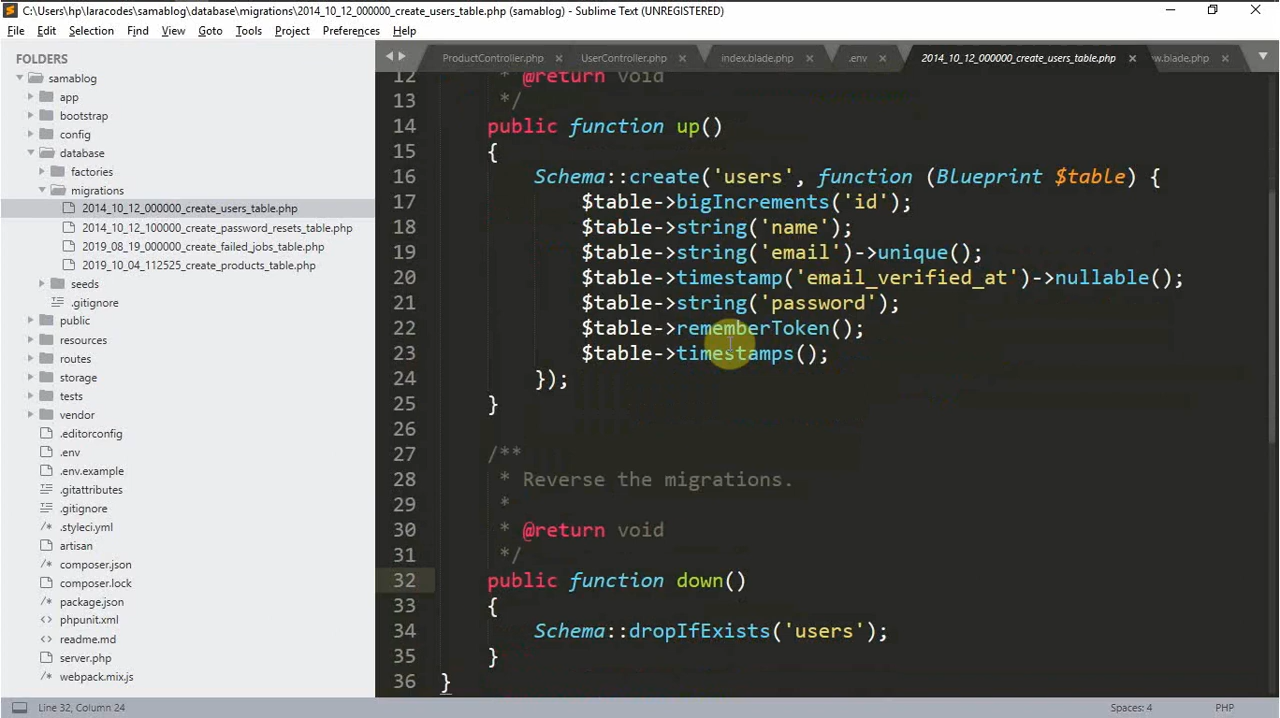 C:\Users\hp\laracodes\samablog\database\migrations\2014_10_12_000000_create_users_table.php (samablog) - Sublime Text (UNREGISTERED)
File Edit Selection Find View Goto Tools Project Preferences Help
FOLDERS
samablog
app
bootstrap
config
database
factories
migrations
2014_10_12_000000_create_users_table.php
2014_10_12_100000_create_password_resets_table.php
2019_08_19_000000_create_failed_jobs_table.php
2019_10_04_112525_create_products_table.php
seeds
.gitignore
public
resources
routes
storage
tests
vendor
.editorconfig
.env
.env.example
.gitattributes
.gitignore
.styleci.yml
artisan
composer.json
composer.lock
package.json
phpunit.xml
readme.md
server.php
webpack.mix.js
ProductController.php UserController.php index.blade.php .env 2014_10_12_000000_create_users_table.php w.blade.php
12 * @return void
13 */
14 public function up()
15 {
16 Schema::create('users', function (Blueprint $table) {
17 $table->bigIncrements('id');
18 $table->string('name');
19 $table->string('email')->unique();
20 $table->timestamp('email_verified_at')->nullable();
21 $table->string('password');
22 $table->rememberToken();
23 $table->timestamps();
24 });
25 }
26
27 /**
28 * Reverse the migrations.
29 *
30 * @return void
31 */
32 public function down()
33 {
34 Schema::dropIfExists('users');
35 }
36 }
Line 32, Column 24 Spaces: 4 PHP